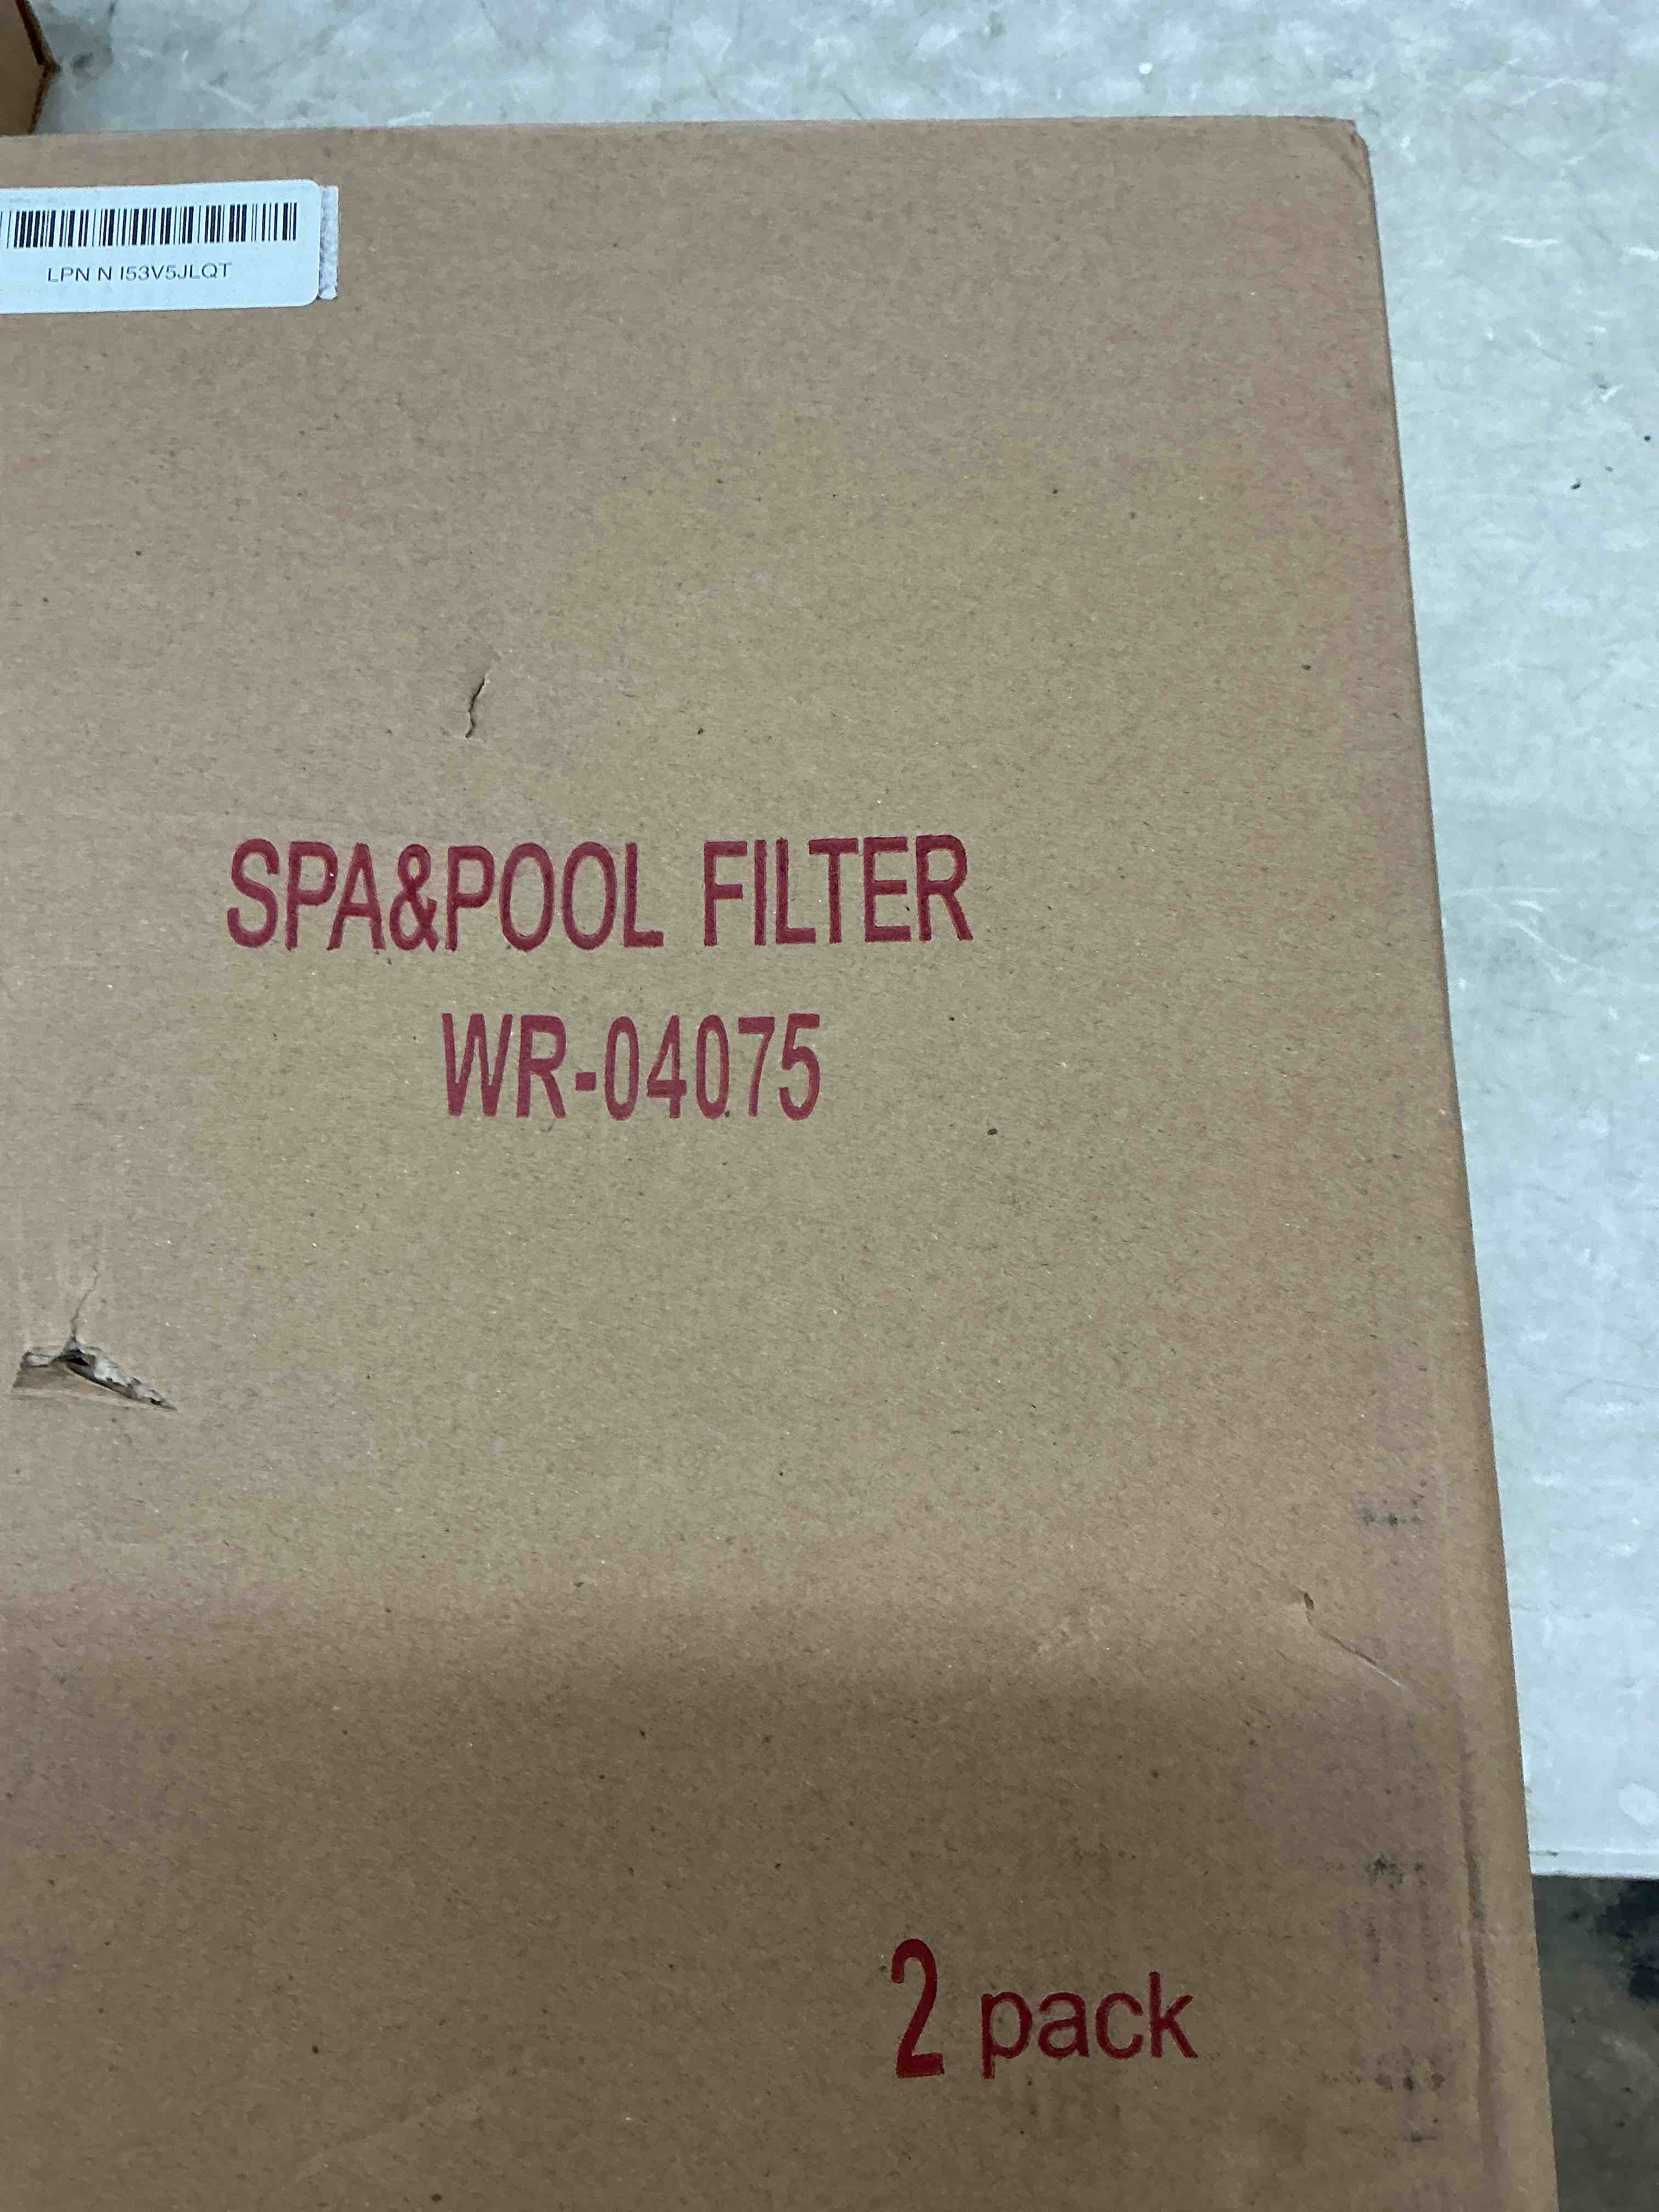 LPN N I53V5JLQT
SPA&POOL FILTER
WR-04075
2 pack